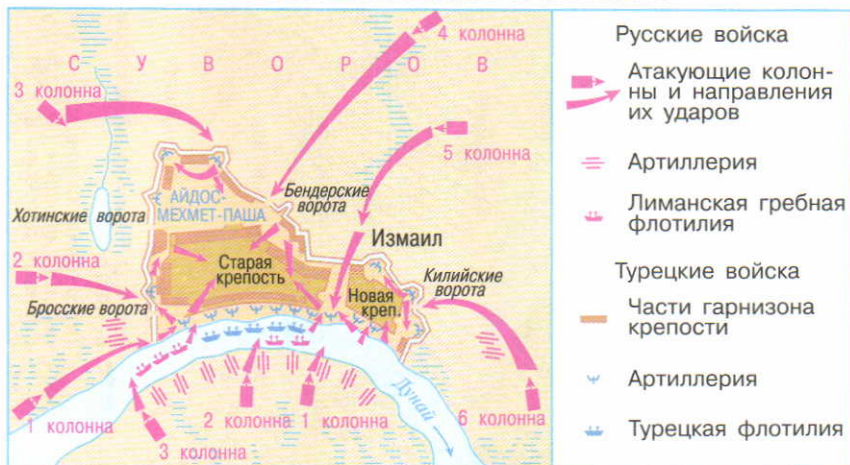 4 колонна
С У В О Р О В
3 колонна
5 колонна
АЙДОС-
МЕХМЕТ-ПАША
Бендерские
ворота
Хотинские ворота
Измаил
2 колонна
Старая
крепость
Килийские
ворота
Бросские ворота
Новая
креп.
Дунай
1 колонна
2 колонна
1 колонна
6 колонна
3 колонна
Русские войска
Атакующие колон-
ны и направления
их ударов
Артиллерия
Лиманская гребная
флотилия
Турецкие войска
Части гарнизона
крепости
Артиллерия
Турецкая флотилия